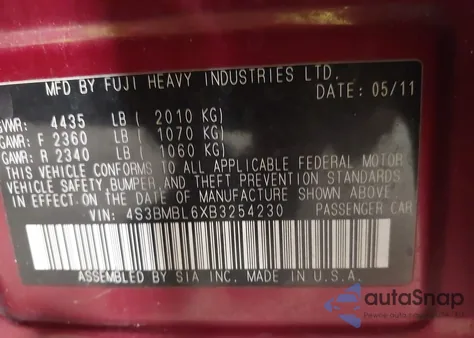 MFD BY FUJI HEAVY INDUSTRIES LTD.
DATE: 05/11
GVWR: 4435 LB ( 2010 KG)
GAWR: F 2360 LB ( 1070 KG)
GAWR: R 2340 LB ( 1060 KG)
THIS VEHICLE CONFORMS TO ALL APPLICABLE FEDERAL MOTOR
VEHICLE SAFETY, BUMPER, AND THEFT PREVENTION STANDARDS
IN EFFECT ON THE DATE OF MANUFACTURE SHOWN ABOVE.
VIN: 4S3BMBL6XB3254230 PASSENGER CAR
ASSEMBLED BY SIA INC. MADE IN U.S.A.
autoSnap